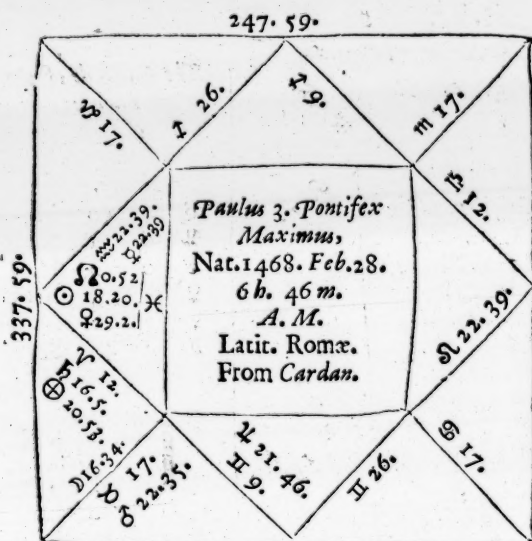 247. 59.
♑ 17.
♐ 26.
♐ 9.
♏ 17.
♎ 12.
Paulus 3. Pontifex
Maximus,
Nat. 1468. Feb. 28.
6 h. 46 m.
A. M.
Latit. Romæ.
From Cardan.
♒ 22. 39.
☿ 22. 39
☊ 0. 52
☉ 18. 20. ♓
♀ 29. 2.
337. 59.
♈ 12.
♄ 16. 5.
⊕ 20. 53.
☽ 16. 34.
♉ 17.
♂ 22. 35.
♃ 21. 46.
♊ 9.
♊ 26.
♋ 17.
♌ 22. 39.